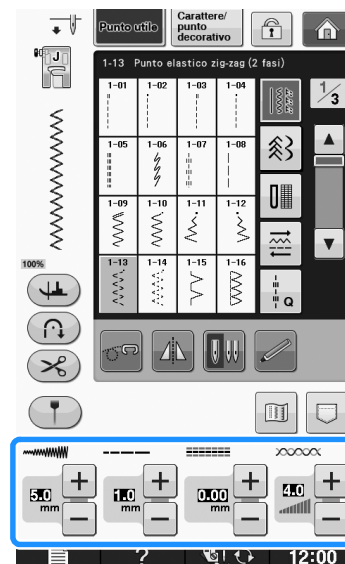 Punto utile
Carattere/
punto
decorativo
J
1-13 Punto elastico zig-zag (2 fasi)
1/3
1-01 1-02 1-03 1-04
1-05 1-06 1-07 1-08
1-09 1-10 1-11 1-12
1-13 1-14 1-15 1-16
Q
100%
5.0 mm
1.0 mm
0.00 mm
4.0
?
12:00